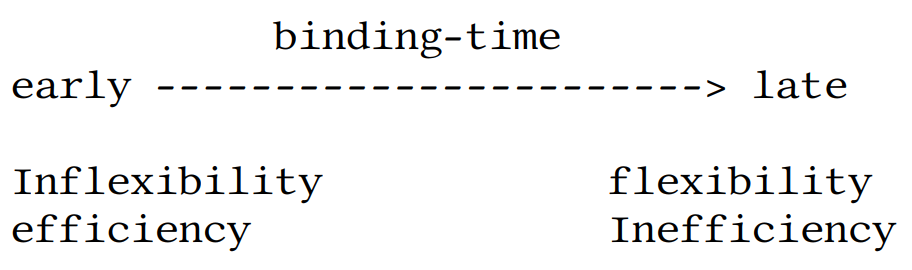 binding-time
early -----------------------> late
Inflexibility flexibility
efficiency Inefficiency